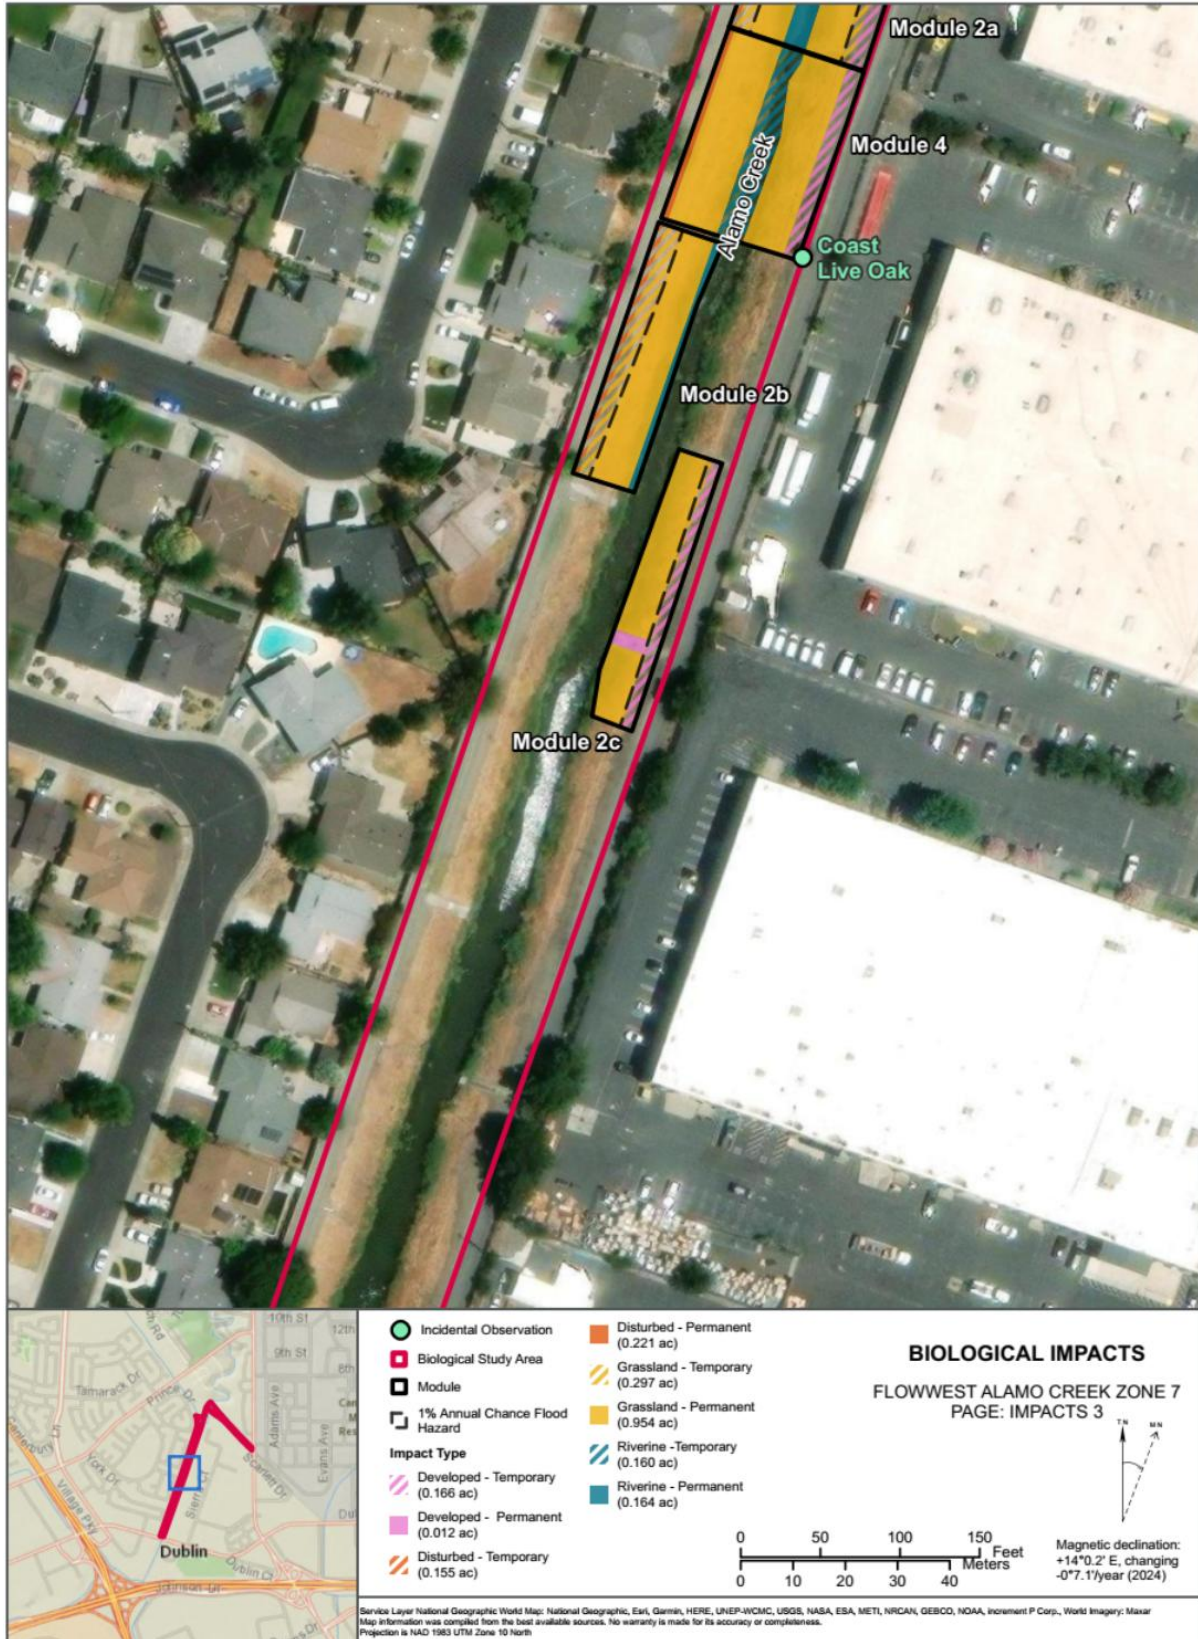 Module 2a
Module 4
Alamo Creek
Coast
Live Oak
Module 2b
Module 2c
10th St
12th
9th St
8th
Tamarack Dr
Prince Dr
Adams Ave
Evans Ave
York Dr
Scarlett Dr
Canterbury Ln
Village Pky
Dublin
Dublin Ct
Johnson Dr
Incidental Observation
Biological Study Area
Module
1% Annual Chance Flood
Hazard
Impact Type
Developed - Temporary
(0.166 ac)
Developed - Permanent
(0.012 ac)
Disturbed - Temporary
(0.155 ac)
Disturbed - Permanent
(0.221 ac)
Grassland - Temporary
(0.297 ac)
Grassland - Permanent
(0.954 ac)
Riverine -Temporary
(0.160 ac)
Riverine - Permanent
(0.164 ac)
BIOLOGICAL IMPACTS
FLOWWEST ALAMO CREEK ZONE 7
PAGE: IMPACTS 3
TN
MN
0 50 100 150
Feet
Meters
0 10 20 30 40
Magnetic declination:
+14°0.2' E, changing
-0°7.1'/year (2024)
Service Layer National Geographic World Map: National Geographic, Esri, Garmin, HERE, UNEP-WCMC, USGS, NASA, ESA, METI, NRCAN, GEBCO, NOAA, increment P Corp., World Imagery: Maxar
Map information was compiled from the best available sources. No warranty is made for its accuracy or completeness.
Projection is NAD 1983 UTM Zone 10 North